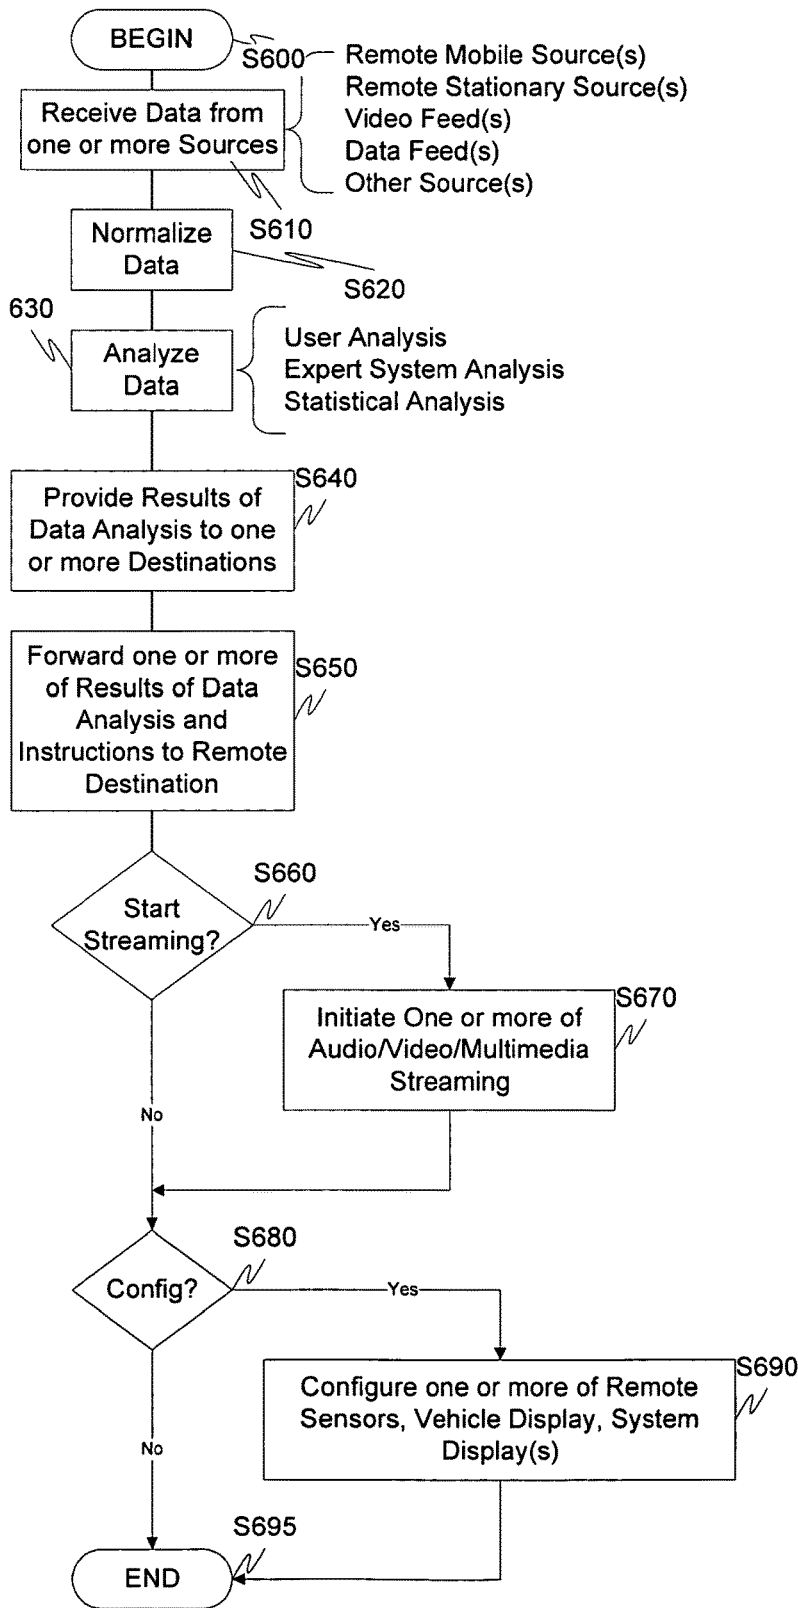 BEGIN
S600
Remote Mobile Source(s)
Remote Stationary Source(s)
Video Feed(s)
Data Feed(s)
Other Source(s)
Receive Data from
one or more Sources
S610
Normalize
Data
S620
630
Analyze
Data
User Analysis
Expert System Analysis
Statistical Analysis
S640
Provide Results of
Data Analysis to one
or more Destinations
S650
Forward one or more
of Results of Data
Analysis and
Instructions to Remote
Destination
S660
Start
Streaming?
Yes
S670
Initiate One or more of
Audio/Video/Multimedia
Streaming
No
S680
Config?
Yes
S690
Configure one or more of Remote
Sensors, Vehicle Display, System
Display(s)
No
S695
END